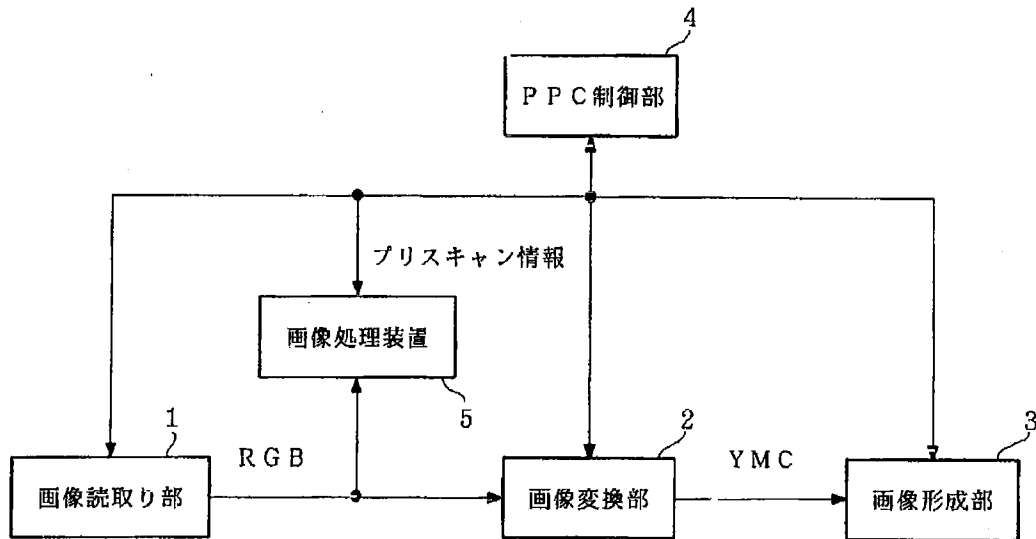 4
ＰＰＣ制御部
プリスキャン情報
画像処理装置
5
1
ＲＧＢ
2
ＹＭＣ
3
画像読取り部
画像変換部
画像形成部